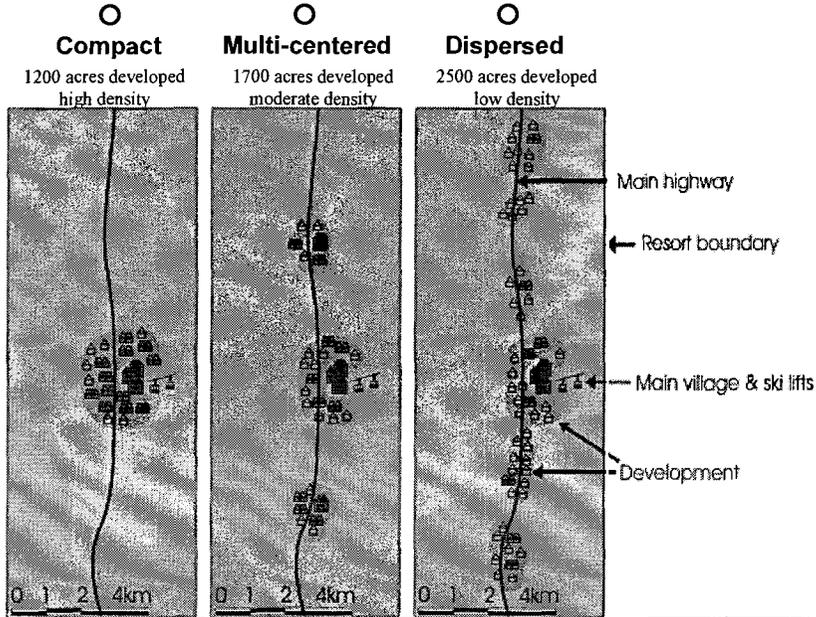 Compact
1200 acres developed
high density
Multi-centered
1700 acres developed
moderate density
Dispersed
2500 acres developed
low density
Main highway
Resort boundary
Main village & ski lifts
Development
0 1 2 4km
0 1 2 4km
0 1 2 4km